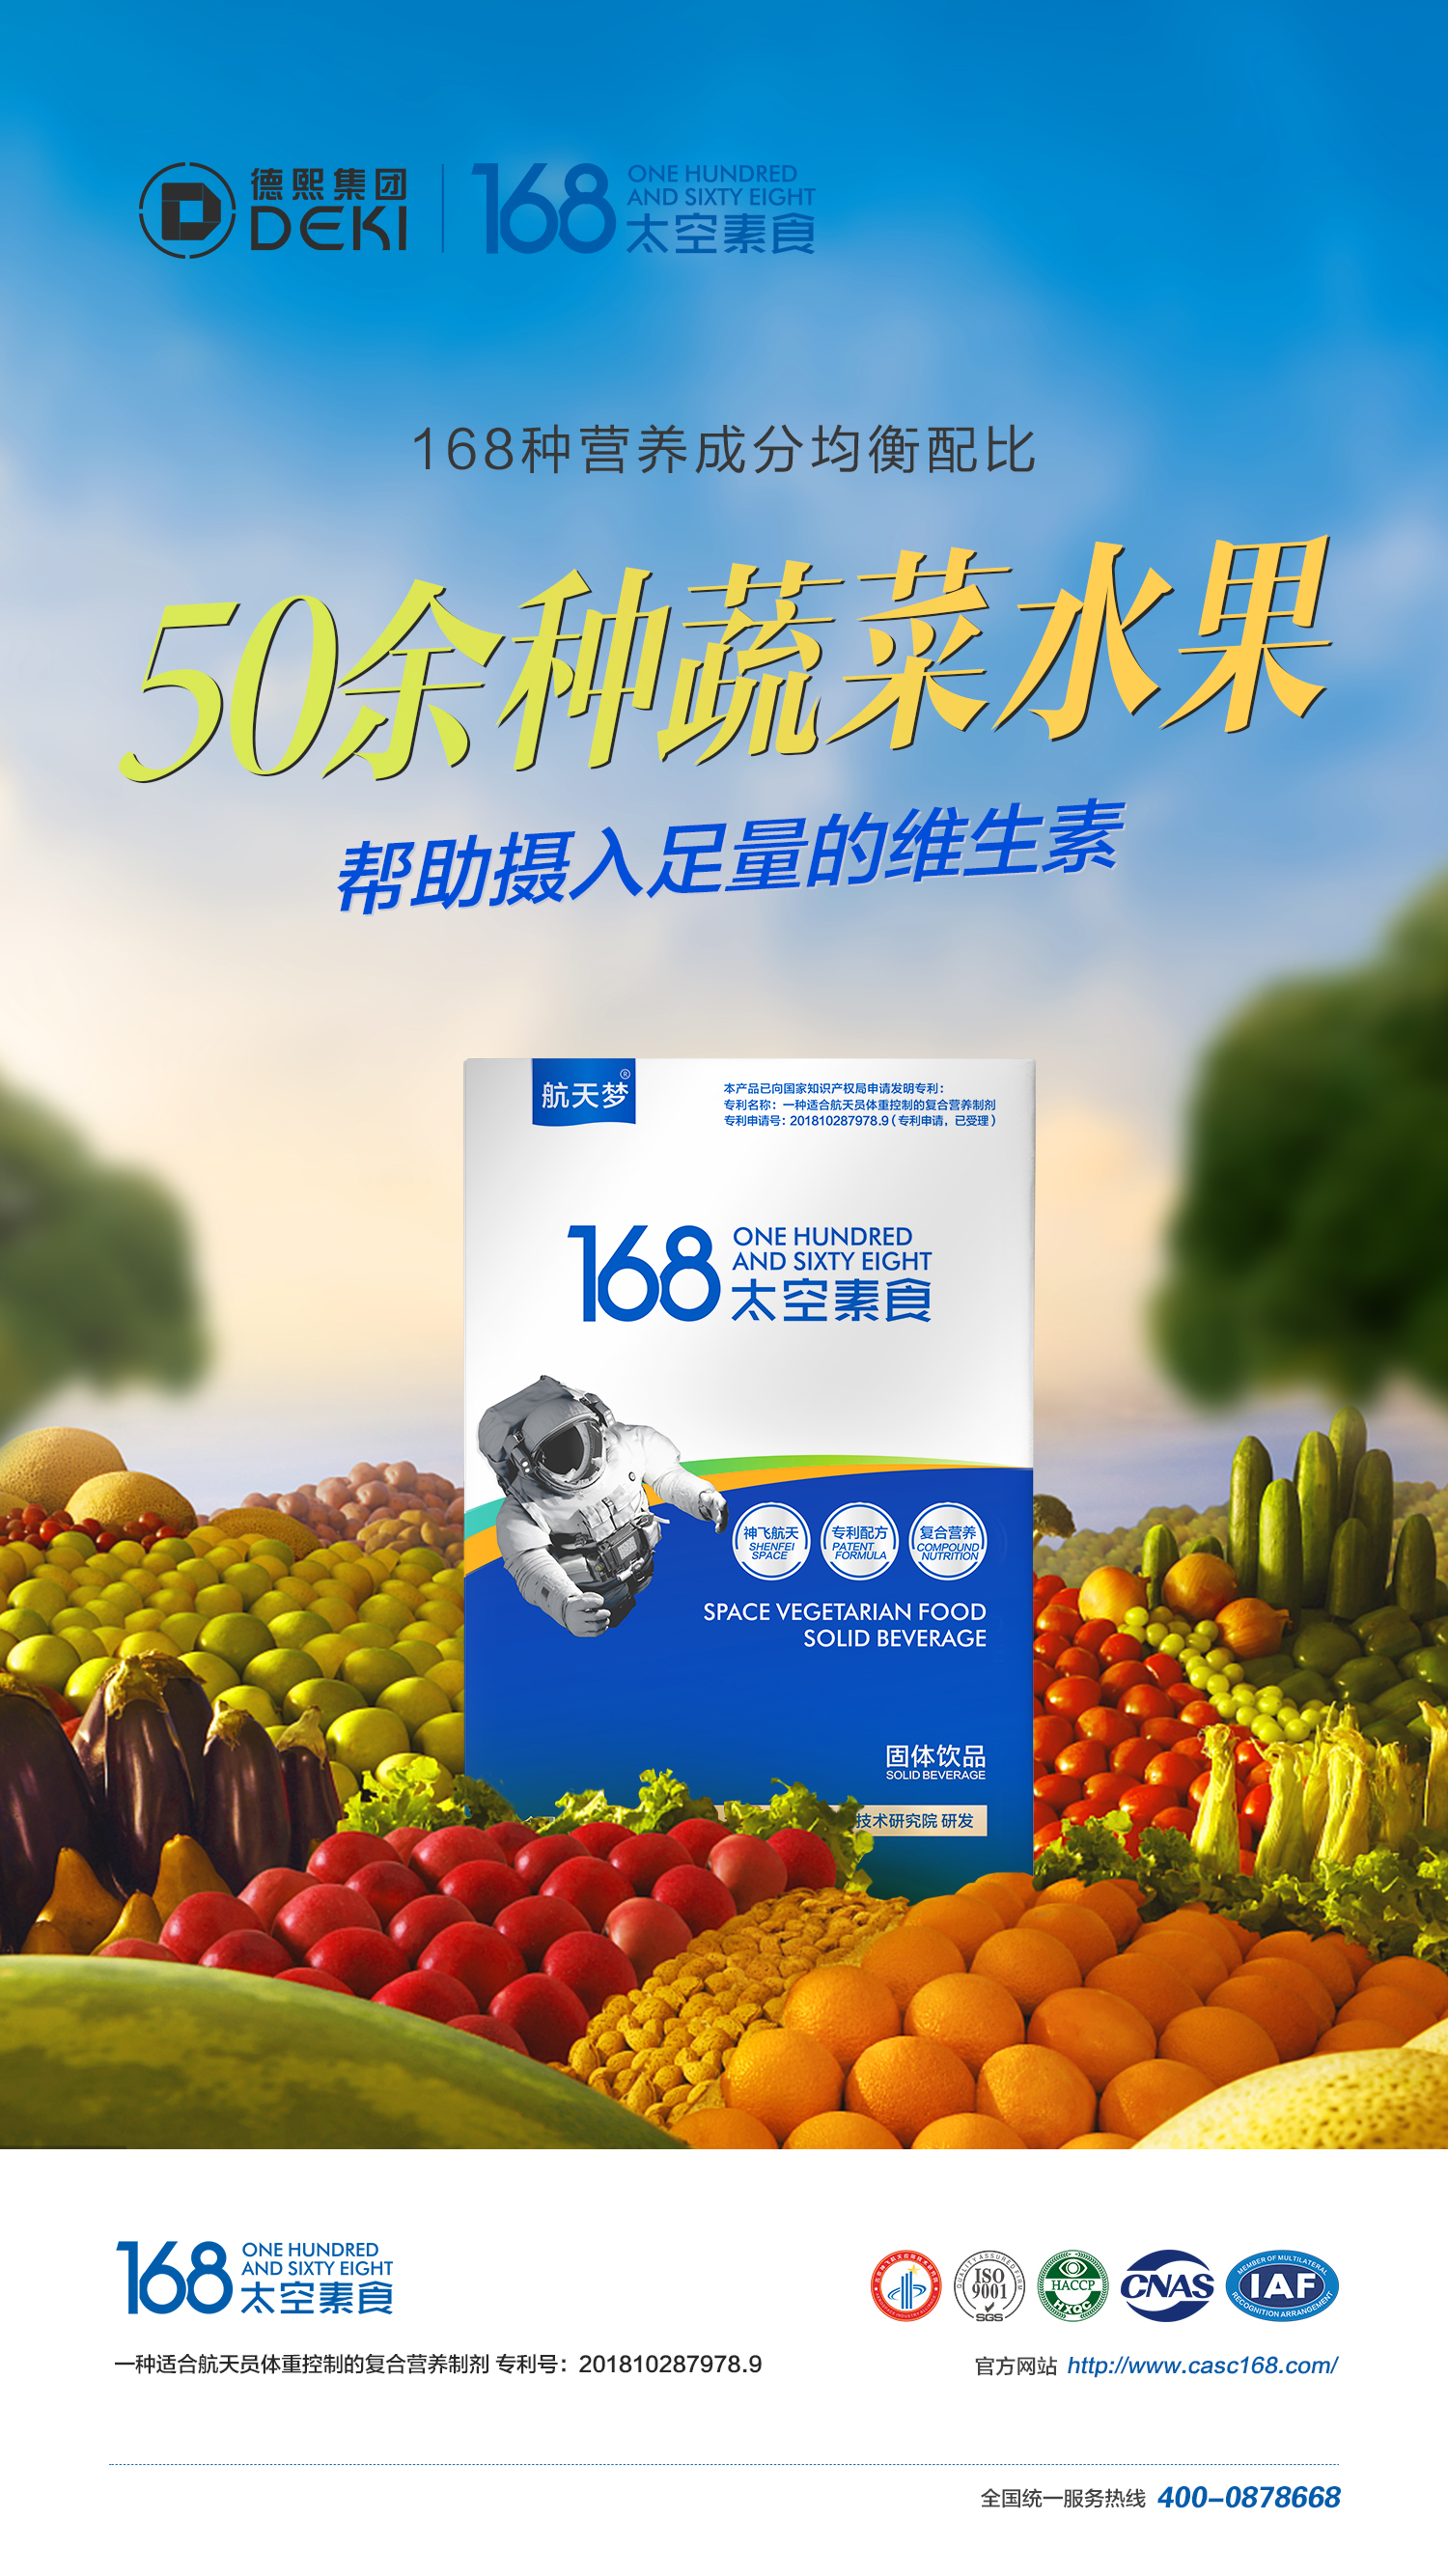 德熙集团
DEKI
168
ONE HUNDRED
AND SIXTY EIGHT
太空素食
168种营养成分均衡配比
50余种蔬菜水果
帮助摄入足量的维生素
航天梦®
本产品已向国家知识产权局申请发明专利:
专利名称:一种适合航天员体重控制的复合营养制剂
专利申请号:201810287978.9(专利申请,已受理)
168
ONE HUNDRED
AND SIXTY EIGHT
太空素食
神飞航天
SHENFEI
SPACE
专利配方
PATENT
FORMULA
复合营养
COMPOUND
NUTRITION
SPACE VEGETARIAN FOOD
SOLID BEVERAGE
固体饮品
SOLID BEVERAGE
技术研究院 研发
168
ONE HUNDRED
AND SIXTY EIGHT
太空素食
QUALITY ASSURED FIRM
ISO
9001
SGS
HACCP
HXQC
CNAS
MEMBER OF MULTILATERAL
IAF
RECOGNITION ARRANGEMENT
一种适合航天员体重控制的复合营养制剂 专利号:201810287978.9
官方网站 http://www.casc168.com/
全国统一服务热线 400-0878668